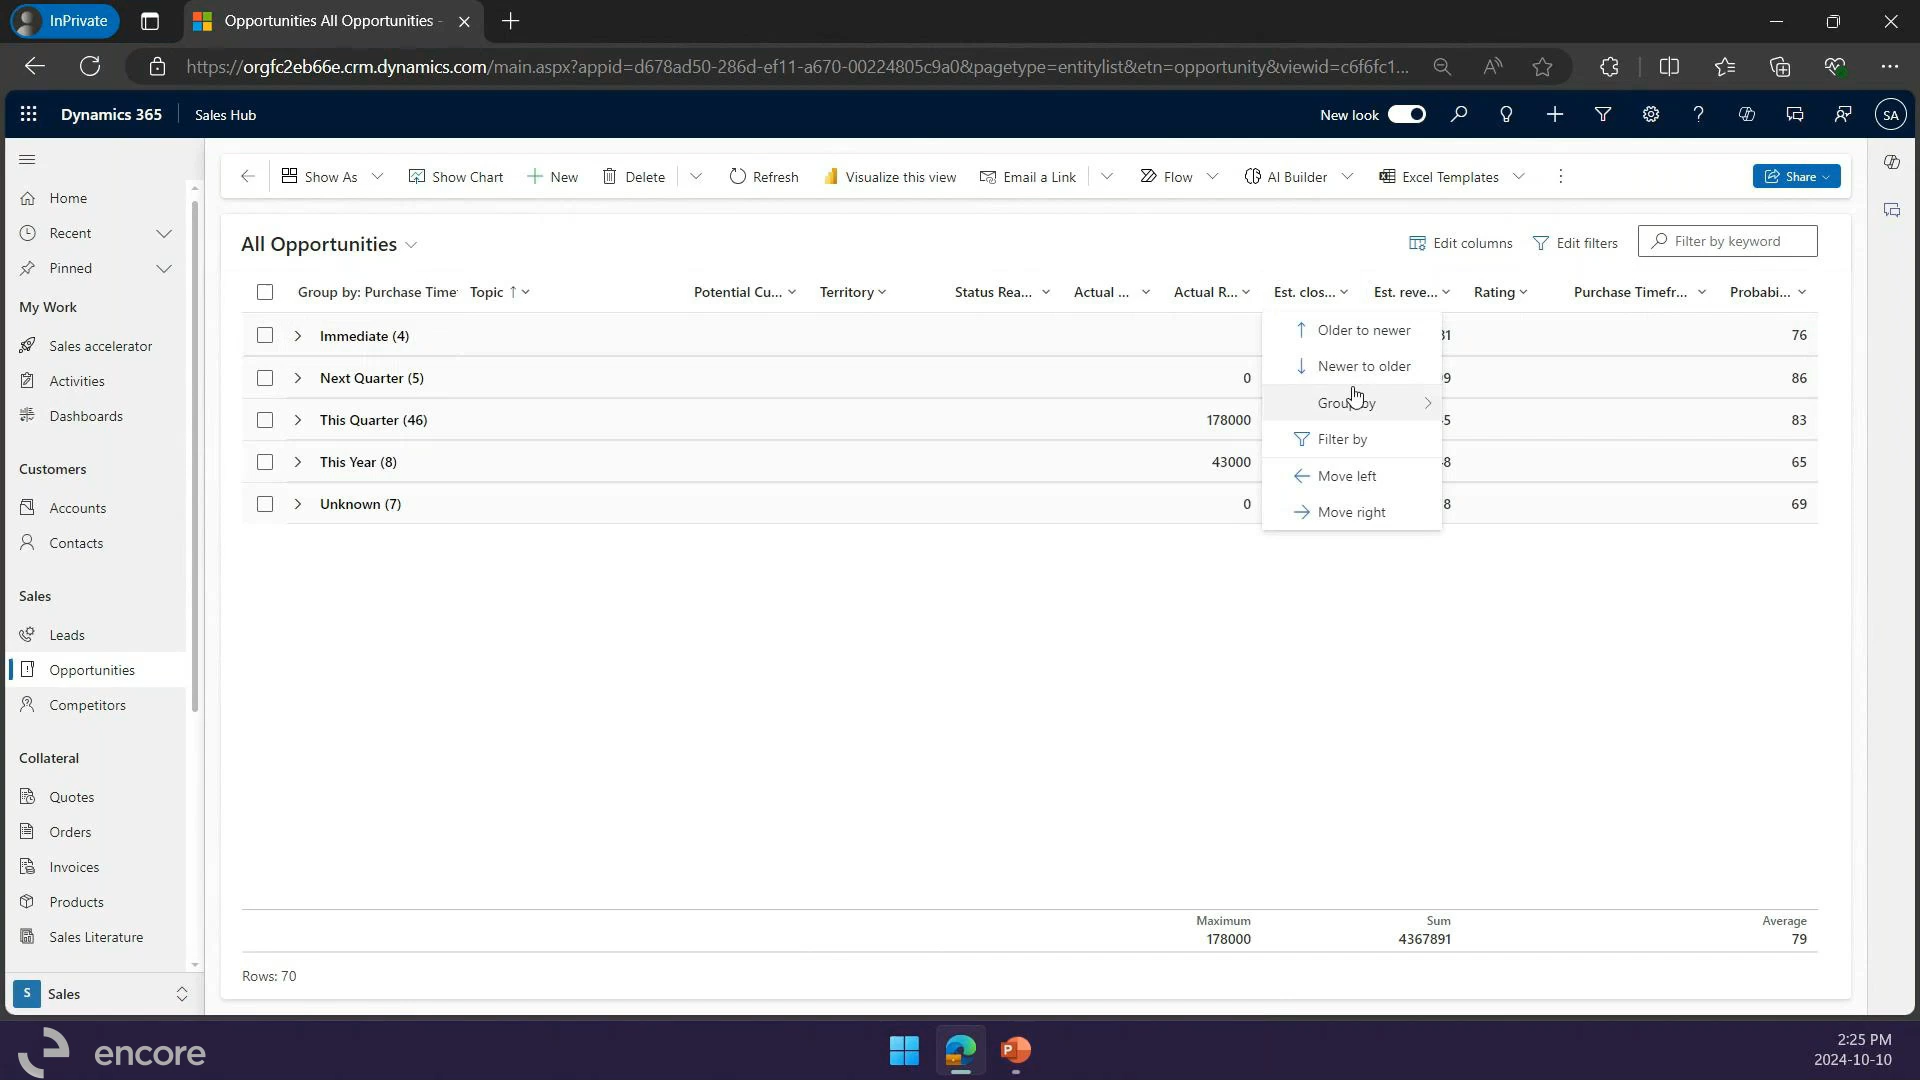 InPrivate
Opportunities All Opportunities -
https://orgfc2eb66e.crm.dynamics.com/main.aspx?appid=d678ad50-286d-ef11-a670-00224805c9a0&pagetype=entitylist&etn=opportunity&viewid=c6f6fc1...
Dynamics 365
Sales Hub
New look
SA
Show As
Show Chart
New
Delete
Refresh
Visualize this view
Email a Link
Flow
AI Builder
Excel Templates
Share
Home
Recent
Pinned
My Work
Sales accelerator
Activities
Dashboards
Customers
Accounts
Contacts
Sales
Leads
Opportunities
Competitors
Collateral
Quotes
Orders
Invoices
Products
Sales Literature
S Sales
All Opportunities
Edit columns
Edit filters
Filter by keyword
Group by: Purchase Time Topic Potential Cu... Territory Status Rea... Actual ... Actual R... Est. clos... Est. reve... Rating Purchase Timefr... Probabi...
Immediate (4) 31 76
Next Quarter (5) 0 9 86
This Quarter (46) 178000 5 83
This Year (8) 43000 8 65
Unknown (7) 0 8 69
Older to newer
Newer to older
Group by
Filter by
Move left
Move right
Maximum Sum Average
178000 4367891 79
Rows: 70
encore
P
2:25 PM
2024-10-10